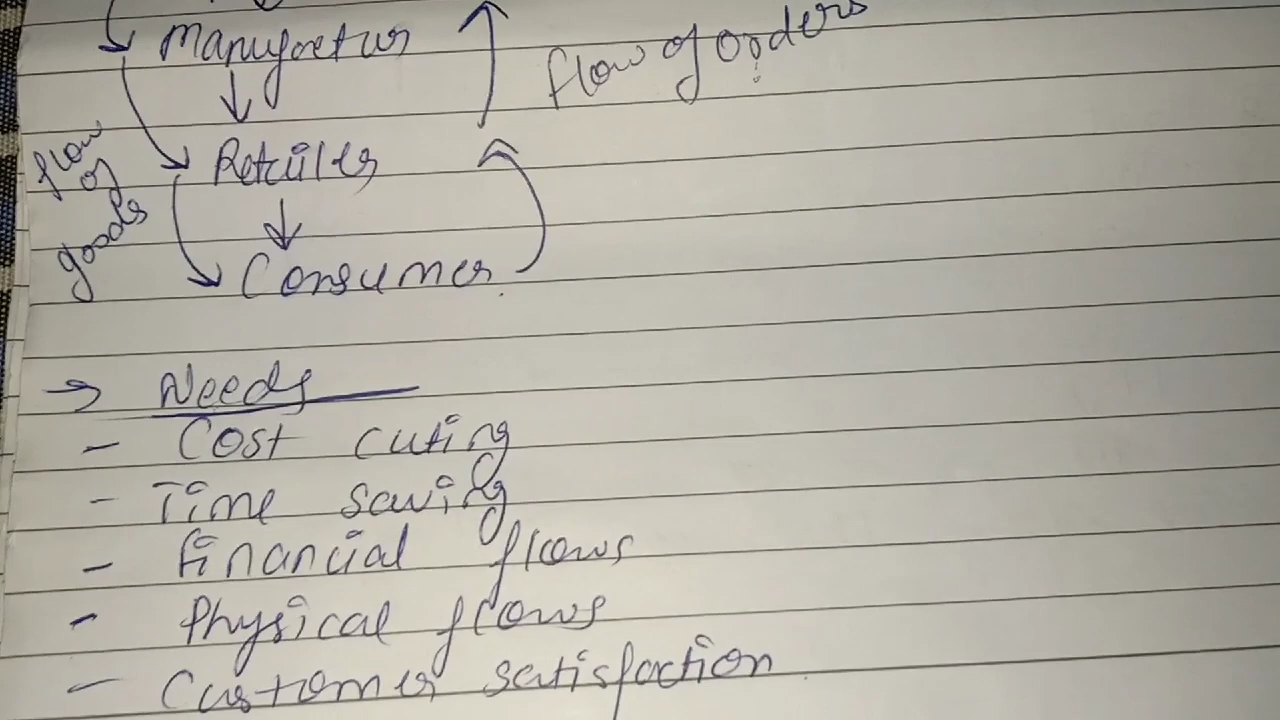 Manufactur
flow of orders
Retailer
flow
of
goods
Consumer
→ Needs
- Cost cuting
- Time saving
- Financial flows
- Physical flows
- Customer satisfaction